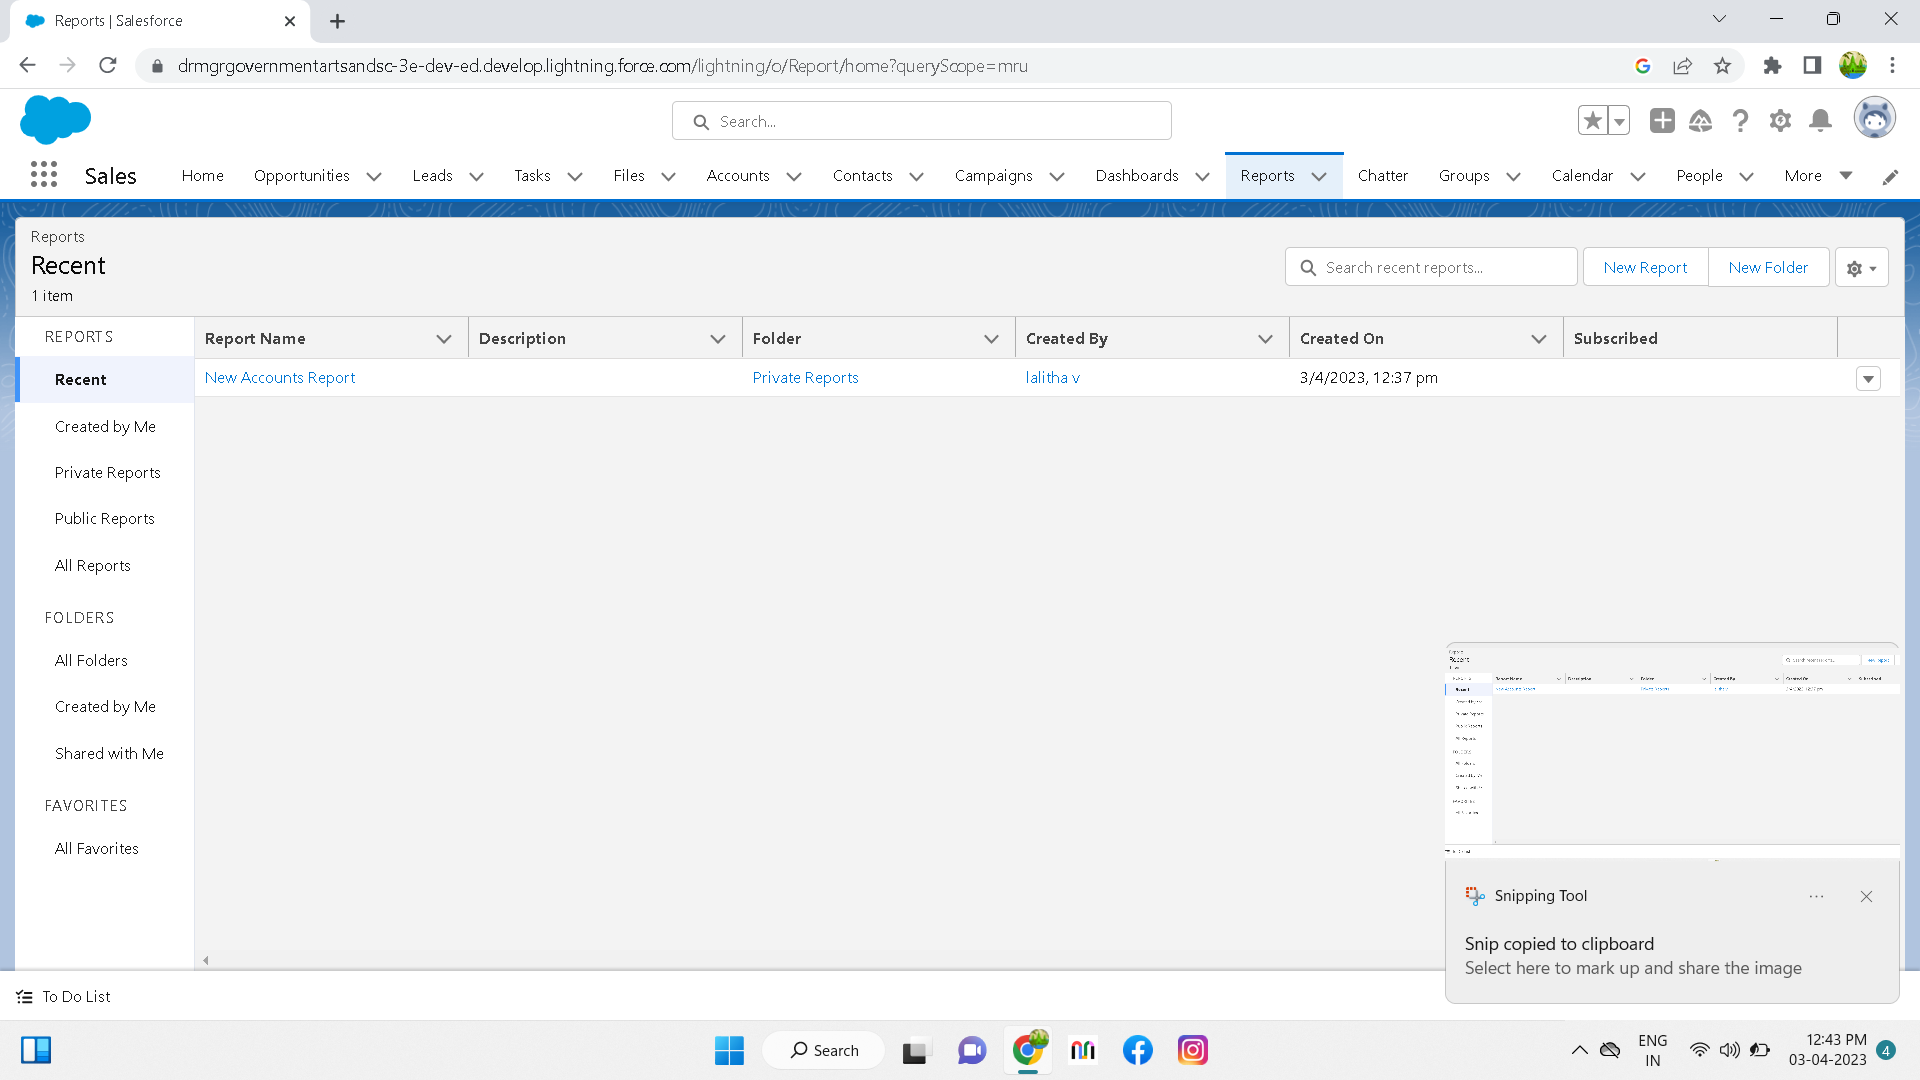 Reports | Salesforce
drmgrgovernmentartsandsc-3e-dev-ed.develop.lightning.force.com/lightning/o/Report/home?queryScope=mru
Search...
Sales Home Opportunities Leads Tasks Files Accounts Contacts Campaigns Dashboards Reports Chatter Groups Calendar People More
Reports
Recent
1 item
Search recent reports...
New Report
New Folder
REPORTS
Recent
Created by Me
Private Reports
Public Reports
All Reports
FOLDERS
All Folders
Created by Me
Shared with Me
FAVORITES
All Favorites
Report Name Description Folder Created By Created On Subscribed
New Accounts Report Private Reports lalitha v 3/4/2023, 12:37 pm
Recent
Snipping Tool
Snip copied to clipboard
Select here to mark up and share the image
To Do List
Search
ENG
IN
12:43 PM
03-04-2023
4